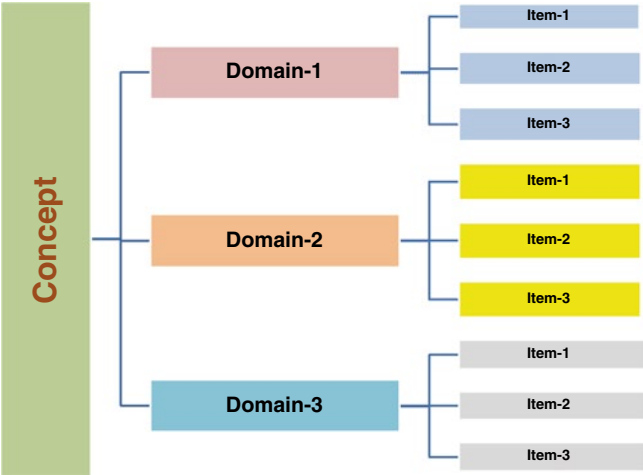 Concept
Domain-1
Item-1
Item-2
Item-3
Domain-2
Item-1
Item-2
Item-3
Domain-3
Item-1
Item-2
Item-3